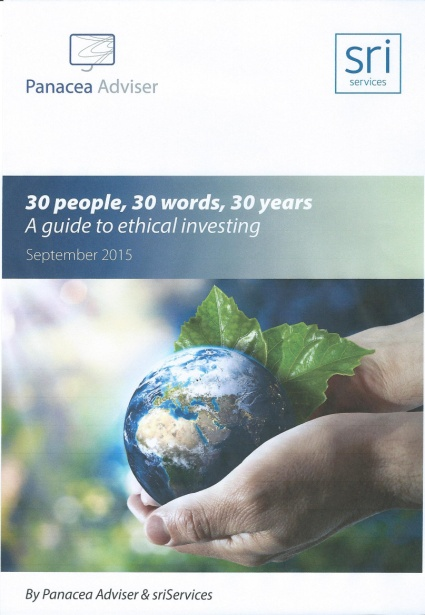 Panacea Adviser
sri
services
30 people, 30 words, 30 years
A guide to ethical investing
September 2015
By Panacea Adviser & sriServices